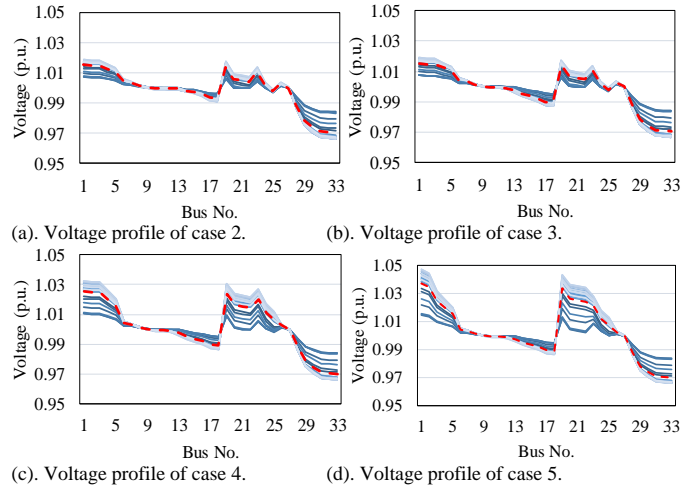 1.05
1.03
1.01
0.99
0.97
0.95
Voltage (p.u.)
1 5 9 13 17 21 25 29 33
Bus No.
(a). Voltage profile of case 2.
1.05
1.03
1.01
0.99
0.97
0.95
Voltage (p.u.)
1 5 9 13 17 21 25 29 33
Bus No.
(b). Voltage profile of case 3.
1.05
1.03
1.01
0.99
0.97
0.95
Voltage (p.u.)
1 5 9 13 17 21 25 29 33
Bus No.
(c). Voltage profile of case 4.
1.05
1.03
1.01
0.99
0.97
0.95
Voltage (p.u.)
1 5 9 13 17 21 25 29 33
Bus No.
(d). Voltage profile of case 5.